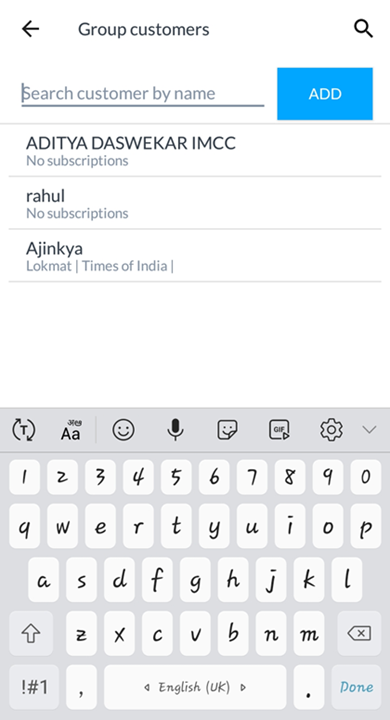 Group customers
Search customer by name
ADD
ADITYA DASWEKAR IMCC
No subscriptions
rahul
No subscriptions
Ajinkya
Lokmat | Times of India |
T अख Aa GIF
1 2 3 4 5 6 7 8 9 0
q w e r t y u i o p
a s d f g h j k l
z x c v b n m
!#1 , English (UK) . Done